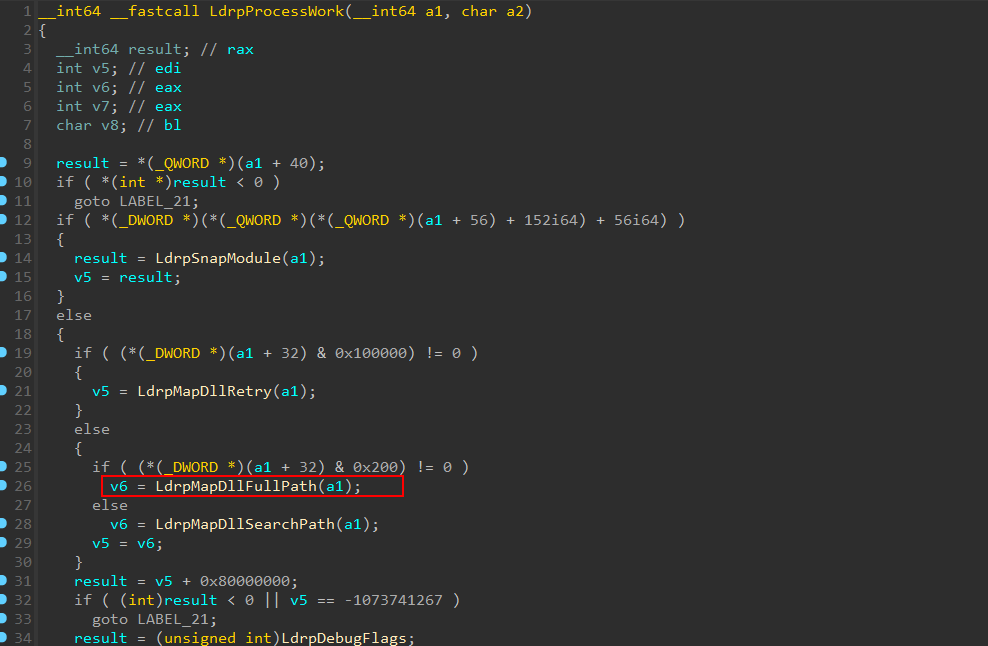 1 __int64 __fastcall LdrpProcessWork(__int64 a1, char a2)
2 {
3 __int64 result; // rax
4 int v5; // edi
5 int v6; // eax
6 int v7; // eax
7 char v8; // bl
8
9 result = *(_QWORD *)(a1 + 40);
10 if ( *(int *)result < 0 )
11 goto LABEL_21;
12 if ( *(_DWORD *)(*(_QWORD *)(*(_QWORD *)(a1 + 56) + 152i64) + 56i64) )
13 {
14 result = LdrpSnapModule(a1);
15 v5 = result;
16 }
17 else
18 {
19 if ( (*(_DWORD *)(a1 + 32) & 0x100000) != 0 )
20 {
21 v5 = LdrpMapDllRetry(a1);
22 }
23 else
24 {
25 if ( (*(_DWORD *)(a1 + 32) & 0x200) != 0 )
26 v6 = LdrpMapDllFullPath(a1);
27 else
28 v6 = LdrpMapDllSearchPath(a1);
29 v5 = v6;
30 }
31 result = v5 + 0x80000000;
32 if ( (int)result < 0 || v5 == -1073741267 )
33 goto LABEL_21;
34 result = (unsigned int)LdrpDebugFlags;